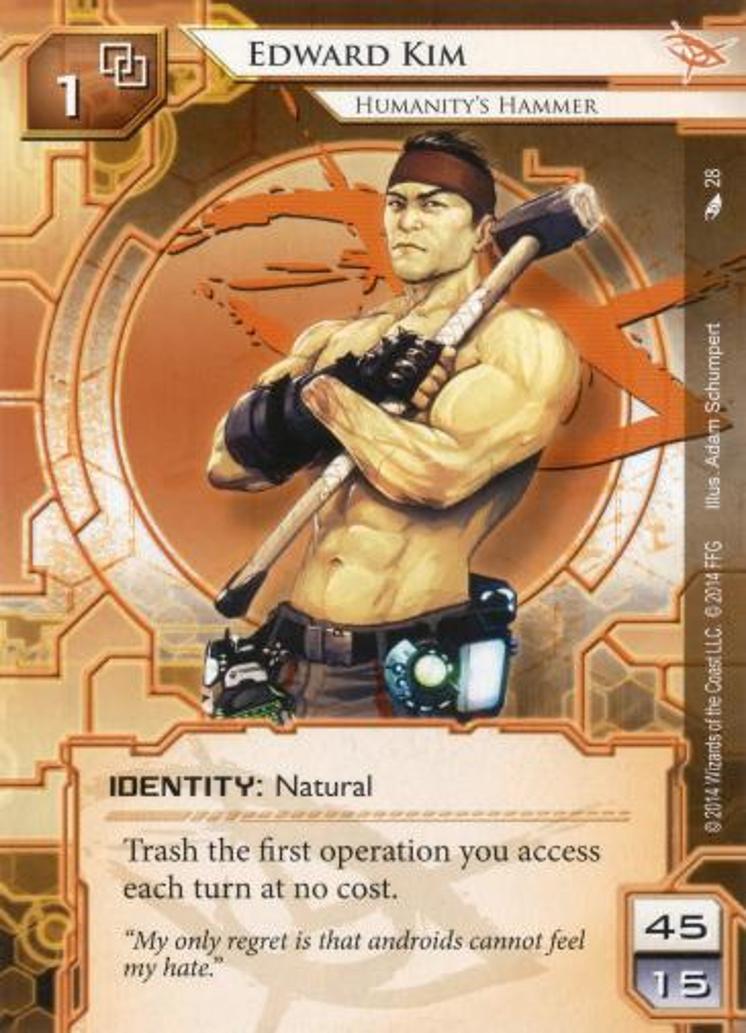 1
EDWARD KIM
HUMANITY'S HAMMER
28
Illus. Adam Schumpert
© 2014 Wizards of the Coast LLC. © 2014 FFG
IDENTITY: Natural
Trash the first operation you access
each turn at no cost.
"My only regret is that androids cannot feel
my hate."
45
15